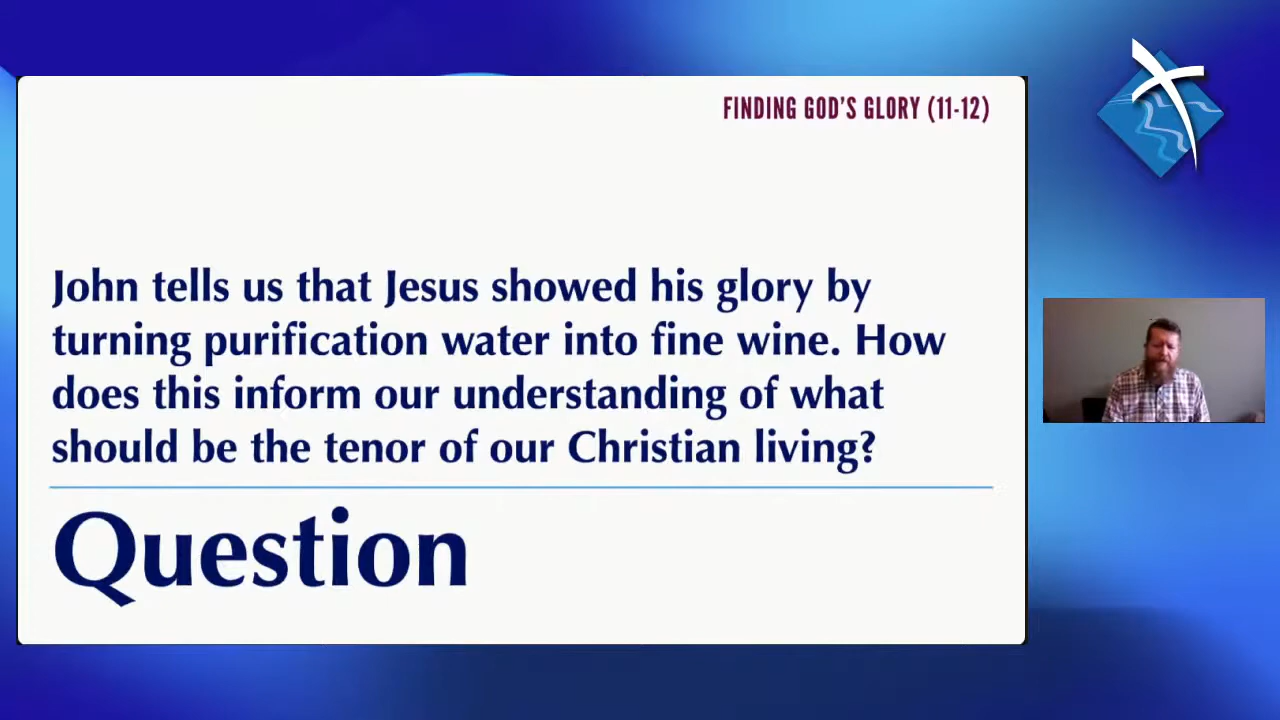 FINDING GOD'S GLORY (11-12)
John tells us that Jesus showed his glory by
turning purification water into fine wine. How
does this inform our understanding of what
should be the tenor of our Christian living?
Question